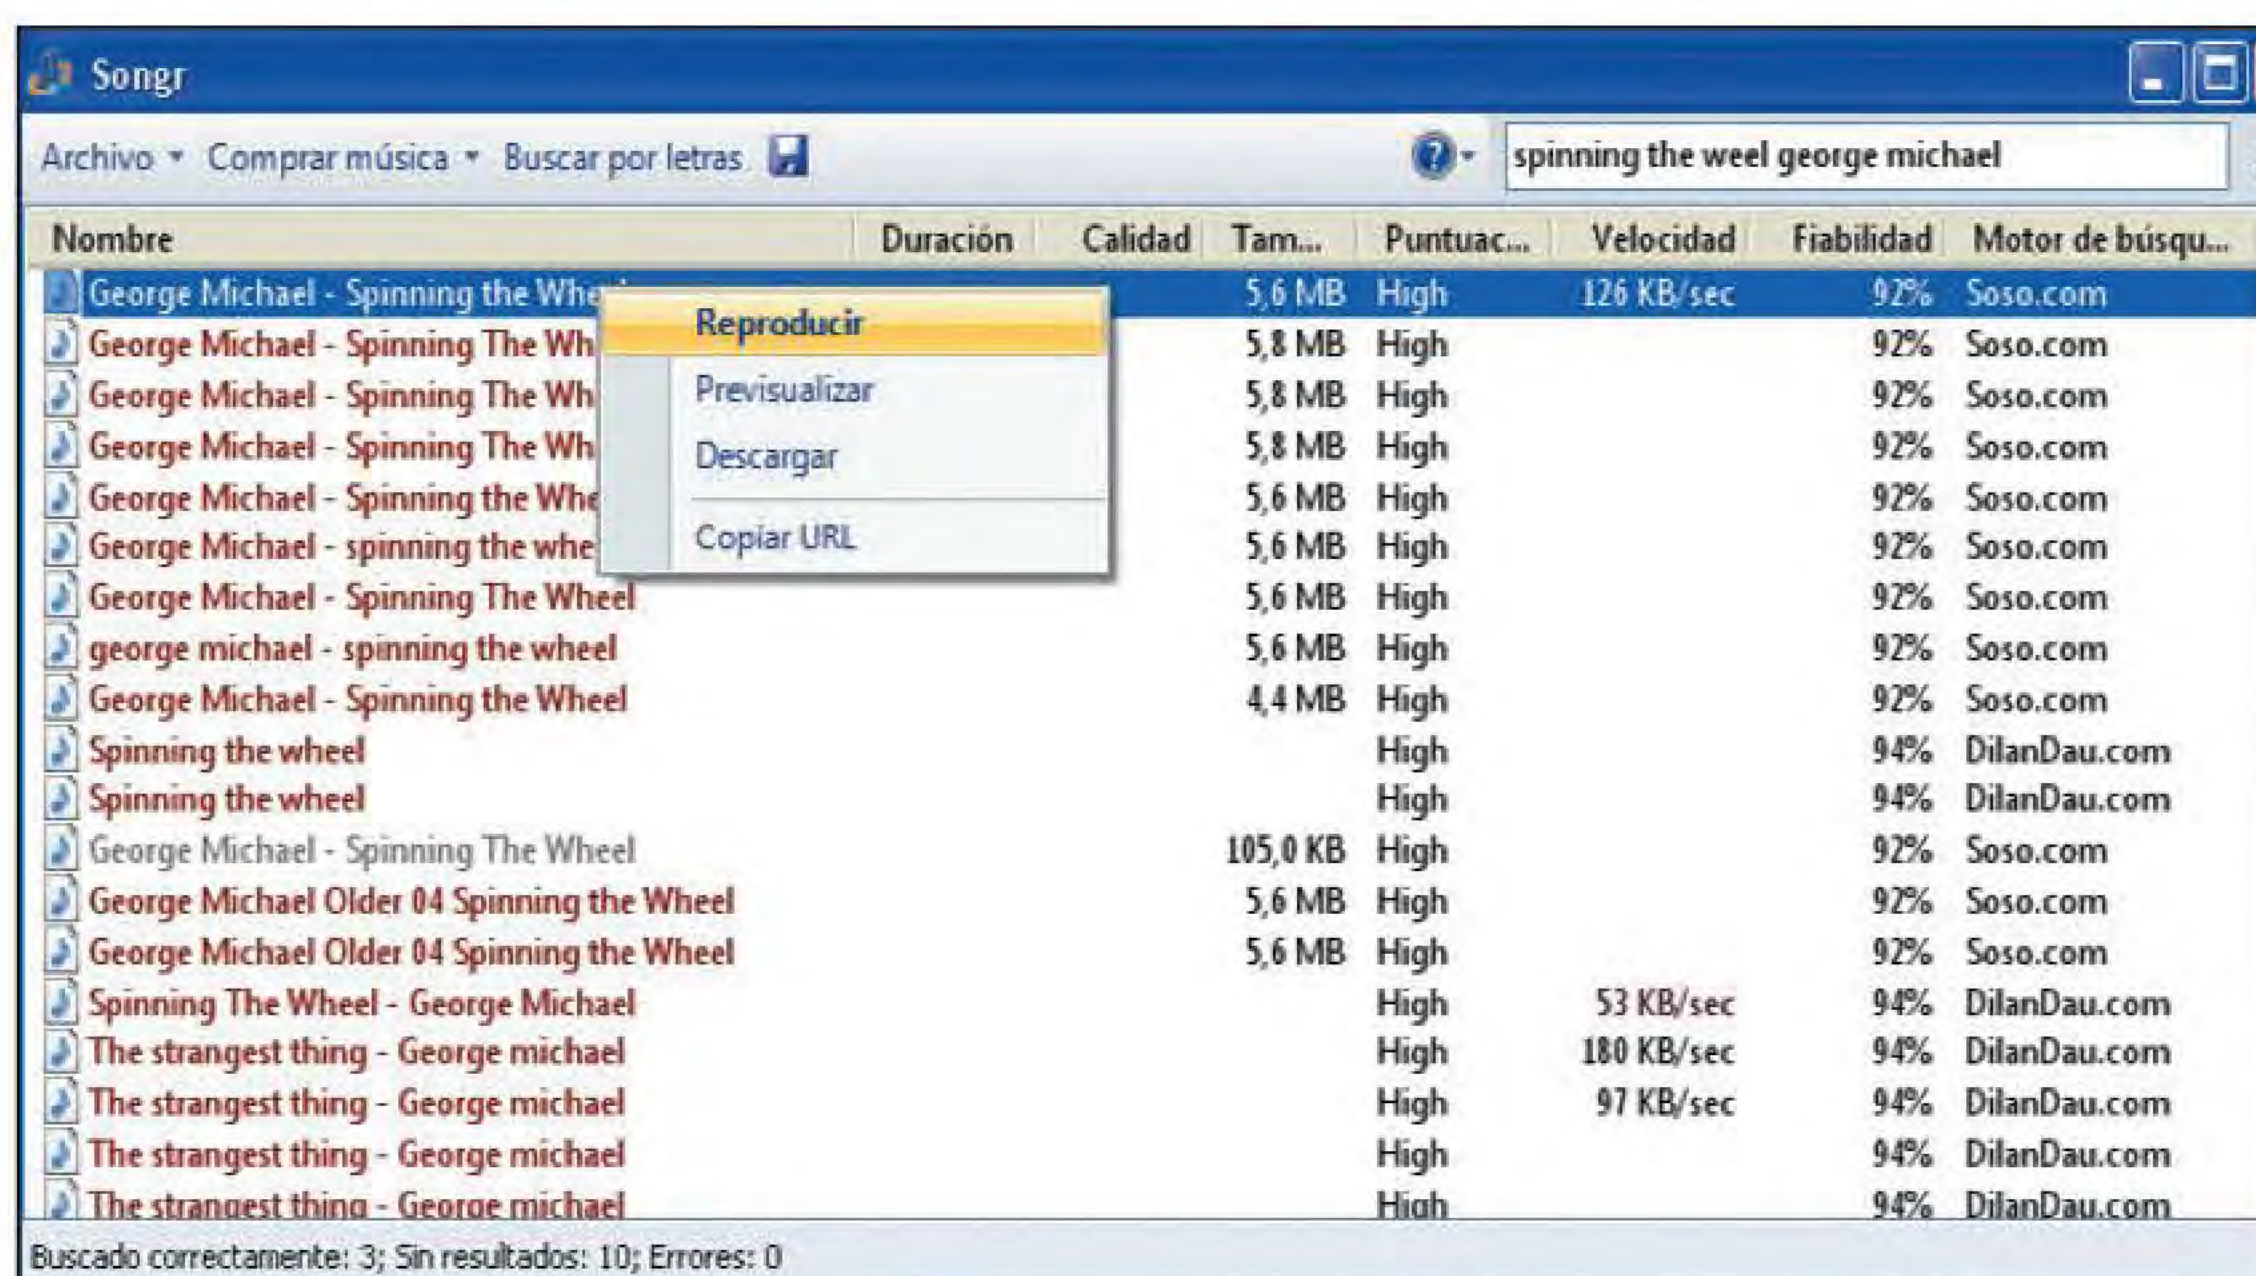 Songr
Archivo Comprar música Buscar por letras spinning the weel george michael
Nombre Duración Calidad Tam... Puntuac... Velocidad Fiabilidad Motor de búsqu...
George Michael - Spinning the Whe 5,6 MB High 126 KB/sec 92% Soso.com
Reproducir
George Michael - Spinning The Wh 5,8 MB High 92% Soso.com
Previsualizar
George Michael - Spinning The Wh 5,8 MB High 92% Soso.com
George Michael - Spinning The Wh 5,8 MB High 92% Soso.com
Descargar
George Michael - Spinning the Whe 5,6 MB High 92% Soso.com
Copiar URL
George Michael - spinning the whe 5,6 MB High 92% Soso.com
George Michael - Spinning The Wheel 5,6 MB High 92% Soso.com
george michael - spinning the wheel 5,6 MB High 92% Soso.com
George Michael - Spinning the Wheel 4,4 MB High 92% Soso.com
Spinning the wheel High 94% DilanDau.com
Spinning the wheel High 94% DilanDau.com
George Michael - Spinning The Wheel 105,0 KB High 92% Soso.com
George Michael Older 04 Spinning the Wheel 5,6 MB High 92% Soso.com
George Michael Older 04 Spinning the Wheel 5,6 MB High 92% Soso.com
Spinning The Wheel - George Michael High 53 KB/sec 94% DilanDau.com
The strangest thing - George michael High 180 KB/sec 94% DilanDau.com
The strangest thing - George michael High 97 KB/sec 94% DilanDau.com
The strangest thing - George michael High 94% DilanDau.com
The strangest thing - George michael High 94% DilanDau.com
Buscado correctamente: 3; Sin resultados: 10; Errores: 0